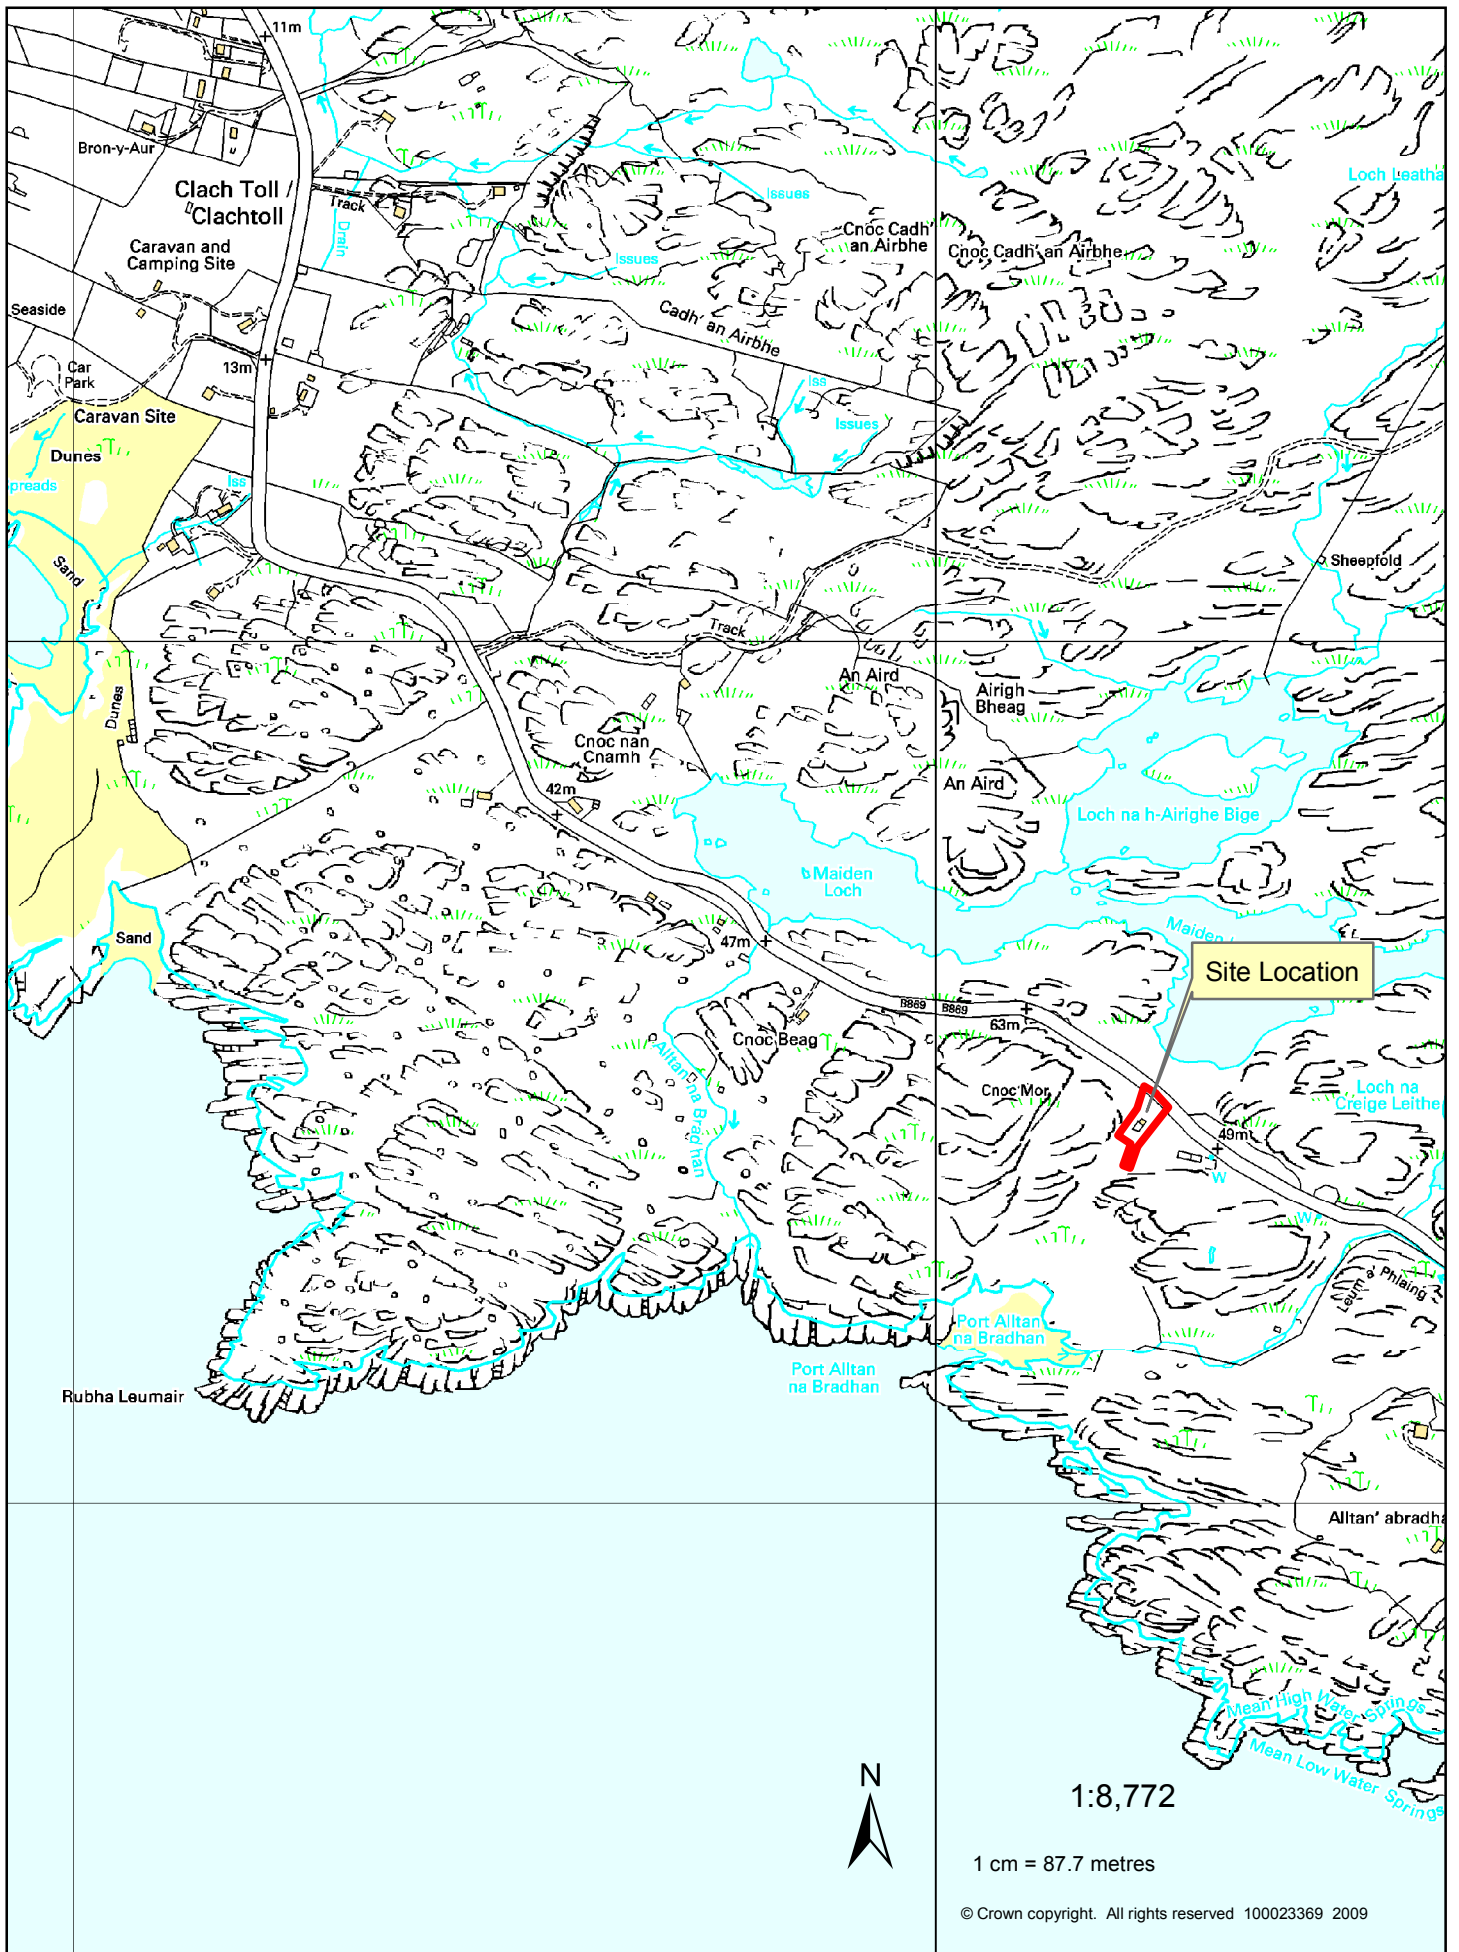 11m
Bron-y-Aur
Clach Toll /
Clachtoll
Track
Drain
Caravan and
Camping Site
Seaside
Car
Park
13m
Caravan Site
Dunes
Spreads
Iss
Sand
Dunes
Issues
Issues
Cnoc Cadh'
an Airbhe
Cnoc Cadh' an Airbhe
Cadh' an Airbhe
Iss
Issues
Sheepfold
Track
An Aird
Airigh
Bheag
Cnoc nan
Cnamh
An Aird
42m
Loch na h-Airighe Bige
Maiden
Loch
Sand
47m
Maiden
Site Location
B869
B869
63m
Cnoc Beag
Alltan na Bradhan
Cnoc Mor
Loch na
Creige Leithe
49m
W
W
Leum a' Phlaing
Port Alltan
na Bradhan
Port Alltan
na Bradhan
Rubha Leumair
Mean High Water Springs
Mean Low Water Springs
N
1:8,772
1 cm = 87.7 metres
© Crown copyright. All rights reserved 100023369 2009